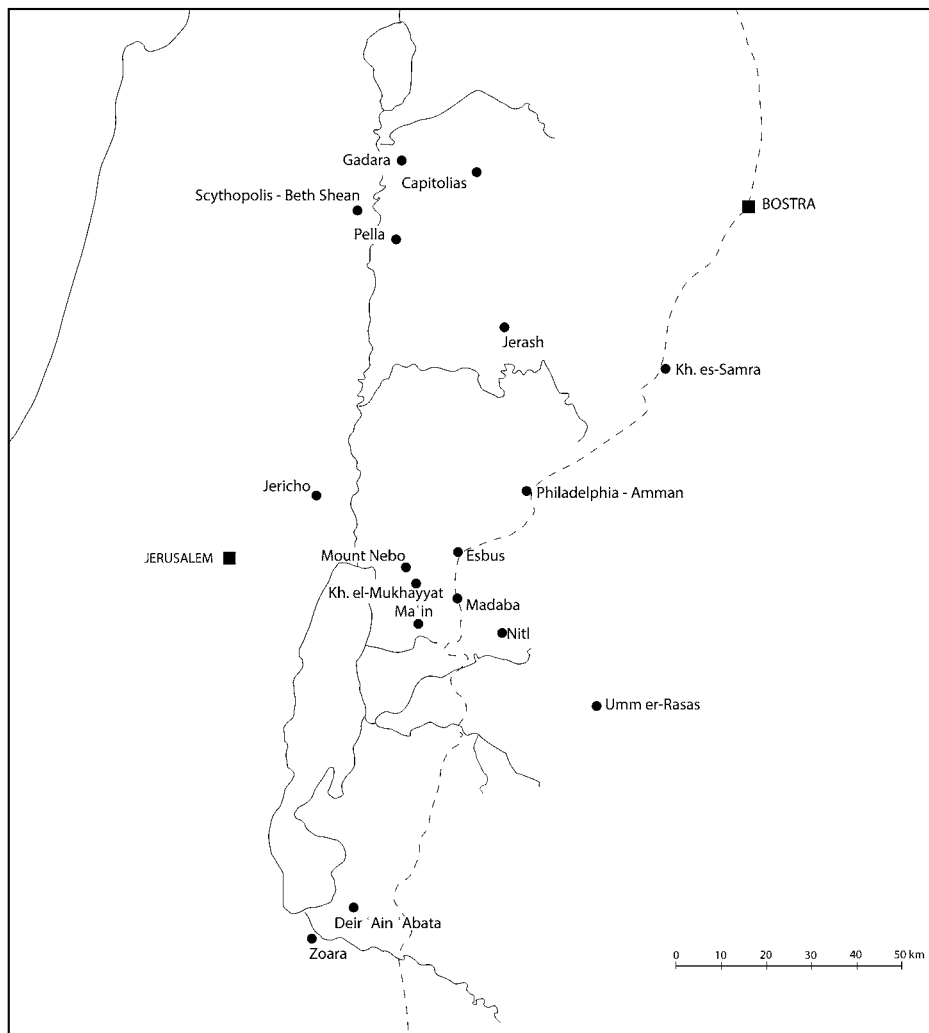 Gadara
Capitolias
Scythopolis - Beth Shean
BOSTRA
Pella
Jerash
Kh. es-Samra
Jericho
Philadelphia - Amman
JERUSALEM
Mount Nebo
Esbus
Kh. el-Mukhayyat
Madaba
Ma῾in
Nitl
Umm er-Rasas
Deir ῾Ain ῾Abata
Zoara
0 10 20 30 40 50 km